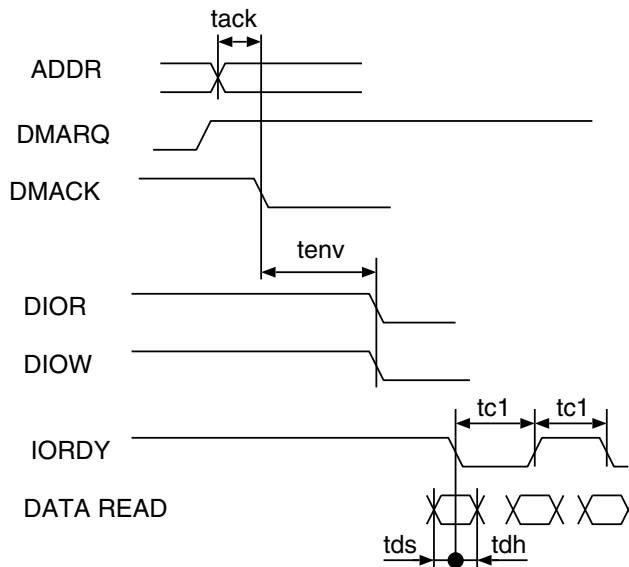 tack
ADDR
DMARQ
DMACK
tenv
DIOR
DIOW
tc1 tc1
IORDY
DATA READ
tds tdh